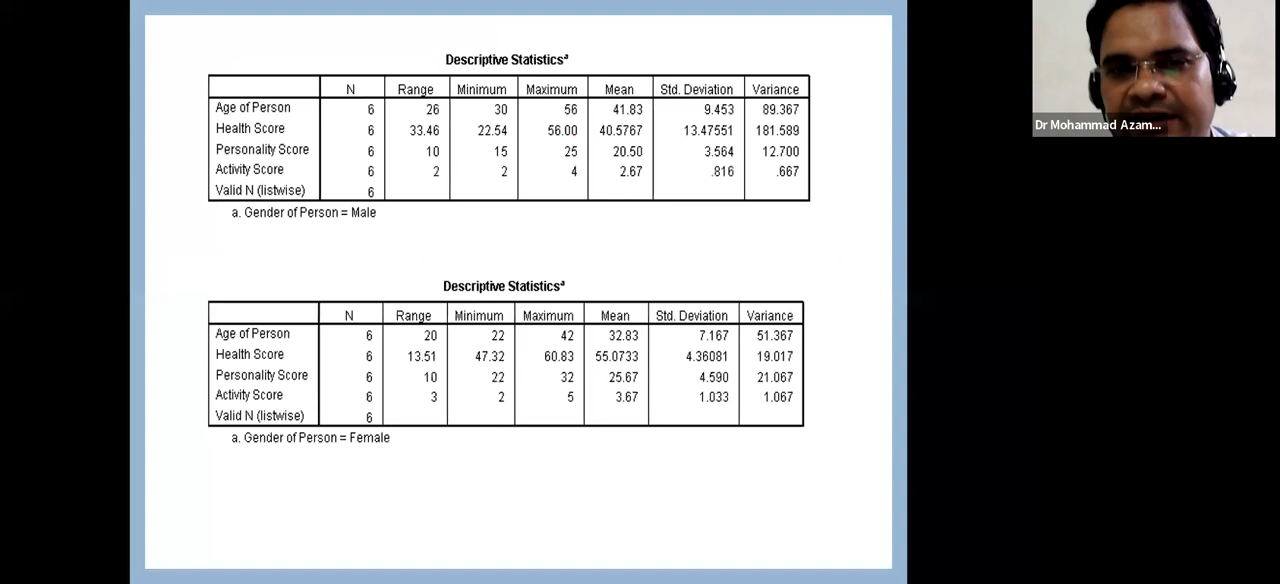 Descriptive Statisticsª
N Range Minimum Maximum Mean Std. Deviation Variance
Age of Person 6 26 30 56 41.83 9.453 89.367
Health Score 6 33.46 22.54 56.00 40.5767 13.47551 181.589
Personality Score 6 10 15 25 20.50 3.564 12.700
Activity Score 6 2 2 4 2.67 .816 .667
Valid N (listwise) 6
a. Gender of Person = Male
Descriptive Statisticsª
N Range Minimum Maximum Mean Std. Deviation Variance
Age of Person 6 20 22 42 32.83 7.167 51.367
Health Score 6 13.51 47.32 60.83 55.0733 4.36081 19.017
Personality Score 6 10 22 32 25.67 4.590 21.067
Activity Score 6 3 2 5 3.67 1.033 1.067
Valid N (listwise) 6
a. Gender of Person = Female
Dr Mohammad Azam...